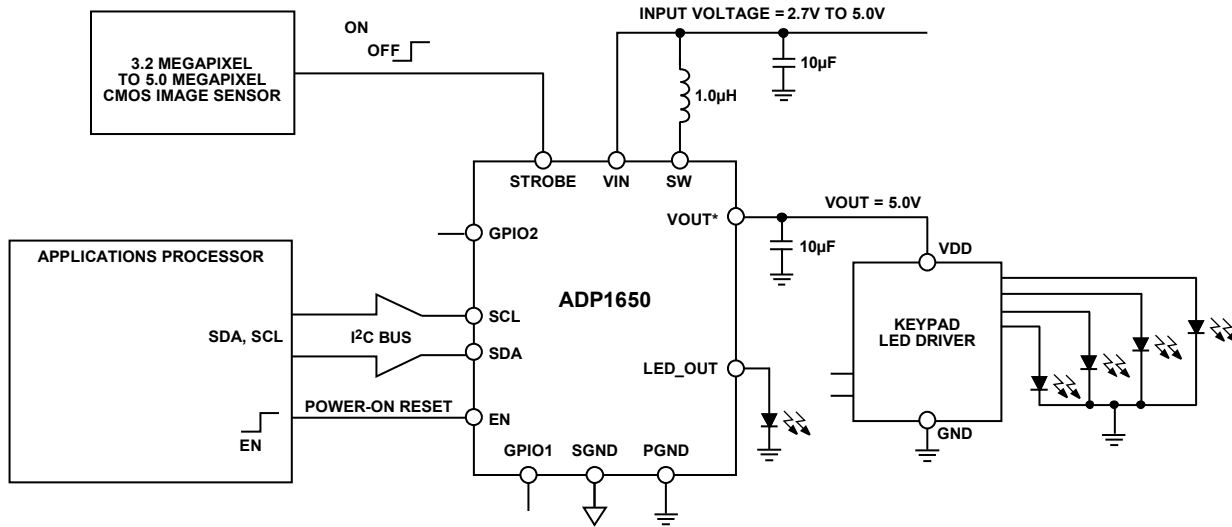 INPUT VOLTAGE = 2.7V TO 5.0V
ON
OFF
3.2 MEGAPIXEL
TO 5.0 MEGAPIXEL
CMOS IMAGE SENSOR
10µF
1.0µH
STROBE
VIN
SW
VOUT*
VOUT = 5.0V
GPIO2
10µF
VDD
APPLICATIONS PROCESSOR
ADP1650
SCL
SDA, SCL
I²C BUS
SDA
KEYPAD
LED DRIVER
LED_OUT
POWER-ON RESET
EN
EN
GND
GPIO1
SGND
PGND